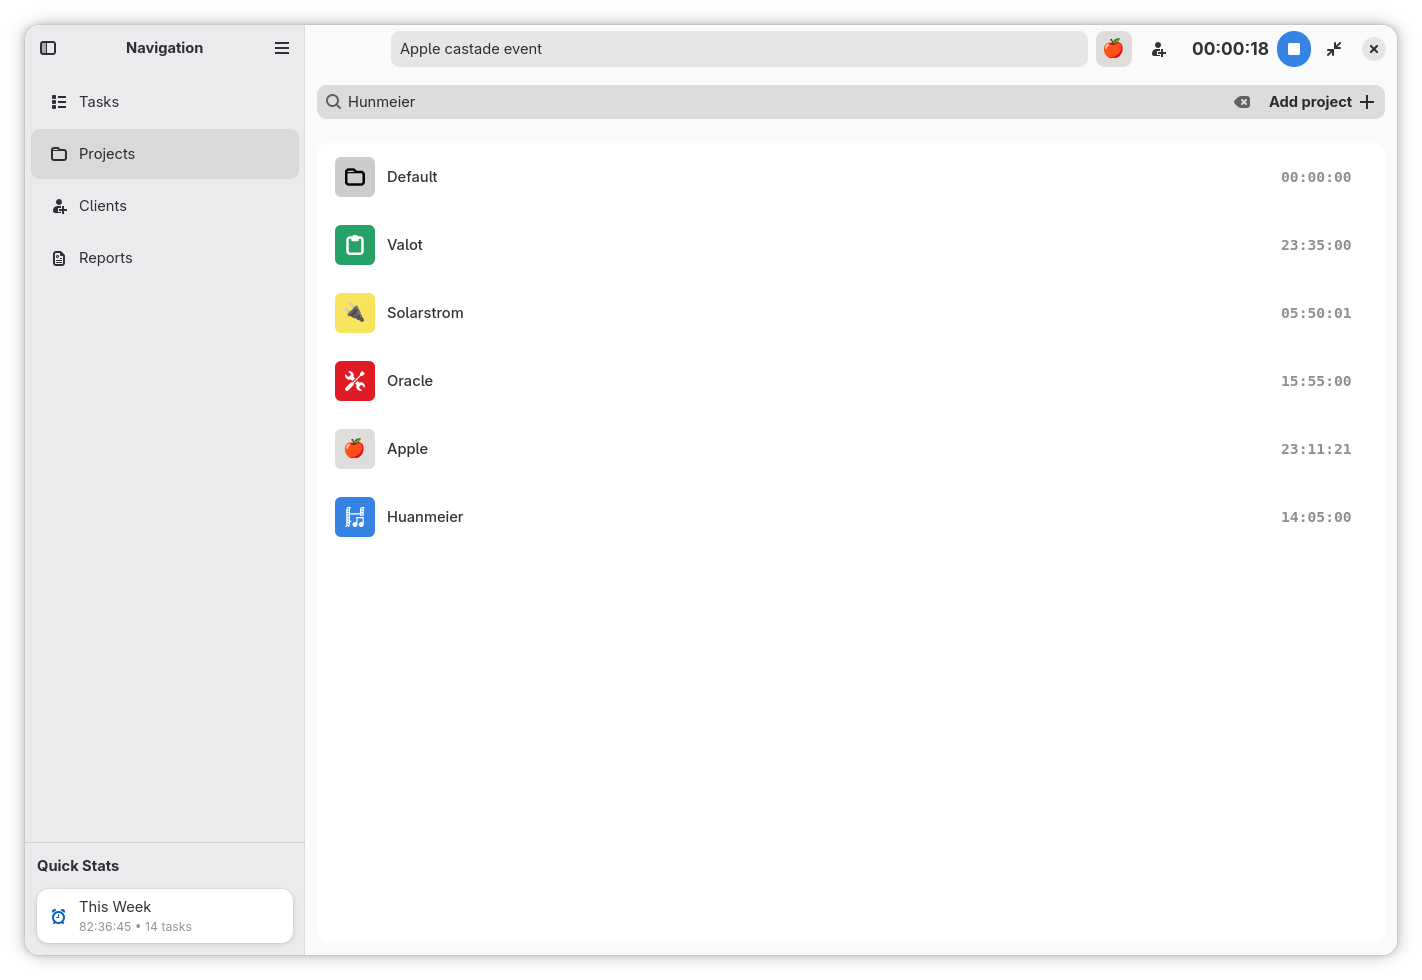 Navigation
Tasks
Projects
Clients
Reports
Quick Stats
This Week
82:36:45 • 14 tasks
Apple castade event
00:00:18
Hunmeier
Add project
Default 00:00:00
Valot 23:35:00
Solarstrom 05:50:01
Oracle 15:55:00
Apple 23:11:21
Huanmeier 14:05:00